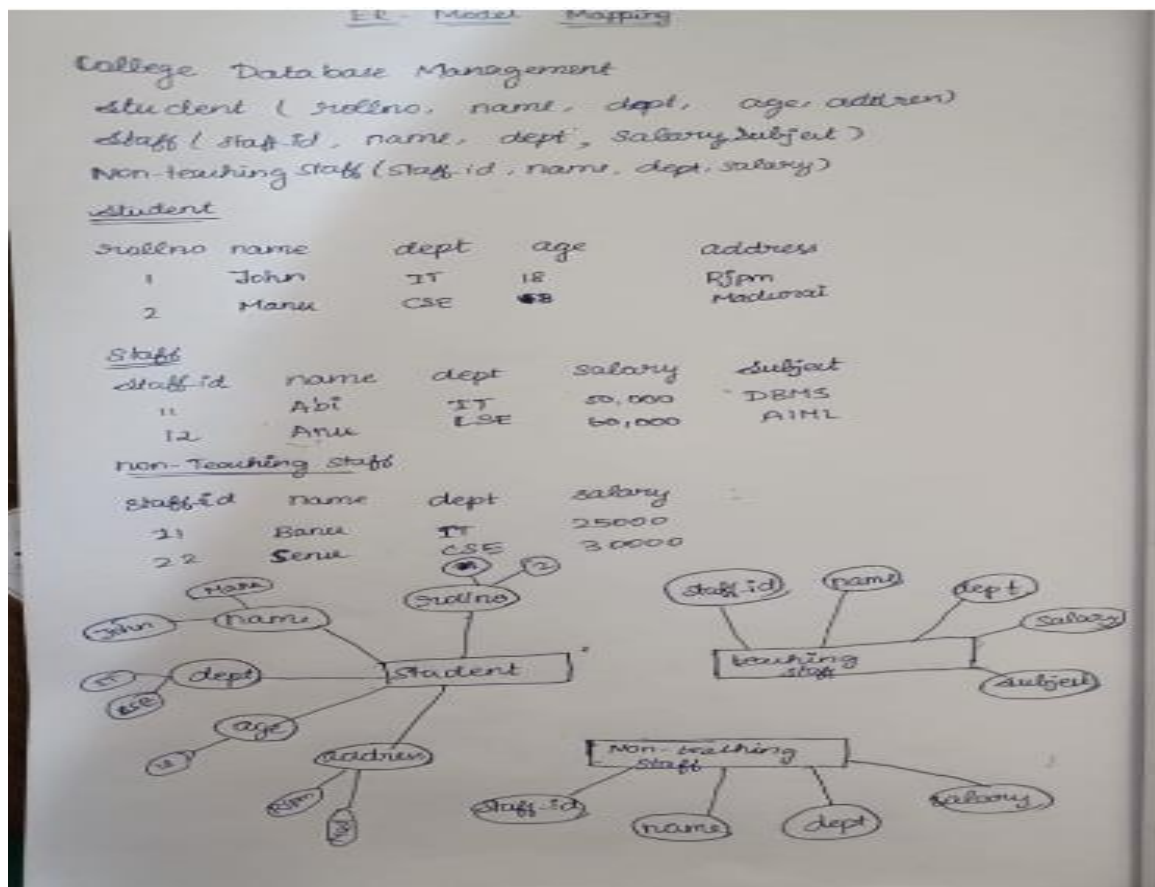 ER - Model Mapping
College Database Management
Student ( rollno, name, dept, age, address)
Staff ( staff-id, name, dept, salary, subject )
Non-teaching staff (staff-id, name, dept, salary)
Student
rollno name dept age address
1 John IT 18 Rjpm
2 Manu CSE 18 Madurai
Staff
Staff-id name dept salary Subject
11 Abi IT 50,000 DBMS
12 Anu CSE 60,000 AIML
non-Teaching staff
staff-id name dept salary
21 Banu IT 25000
22 Senu CSE 30000
Manu 2
John name rollno staff-id name dept
salary
IT dept Student teaching
staff
CSE subject
age
18 address Non-teaching
staff
Rjpm staff-id salary
name dept